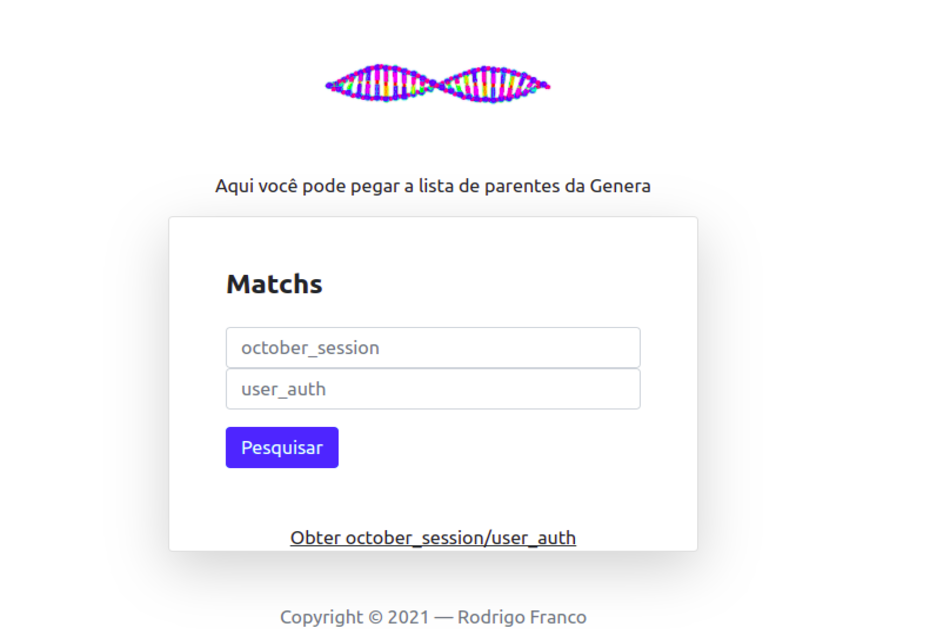 Aqui você pode pegar a lista de parentes da Genera
Matchs
october_session
user_auth
Pesquisar
Obter october_session/user_auth
Copyright © 2021 — Rodrigo Franco